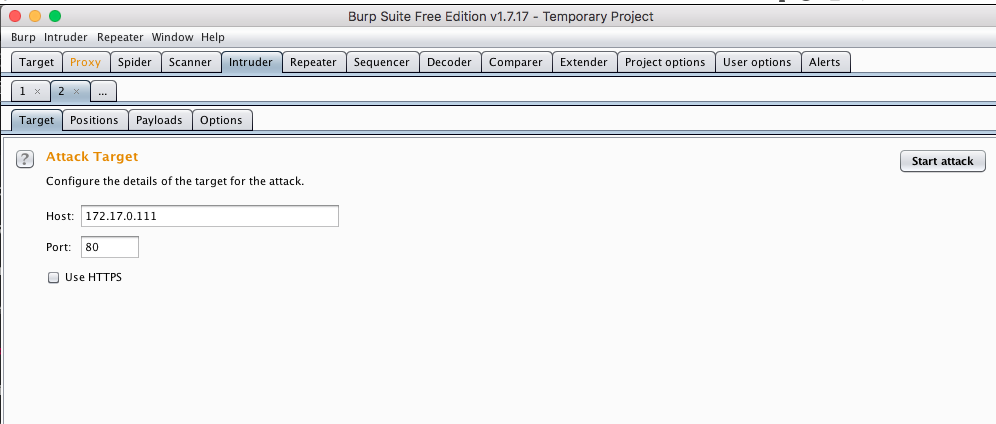 Burp Suite Free Edition v1.7.17 - Temporary Project
Burp Intruder Repeater Window Help
Target Proxy Spider Scanner Intruder Repeater Sequencer Decoder Comparer Extender Project options User options Alerts
1 × 2 × ...
Target Positions Payloads Options
? Attack Target Start attack
Configure the details of the target for the attack.
Host: 172.17.0.111
Port: 80
Use HTTPS